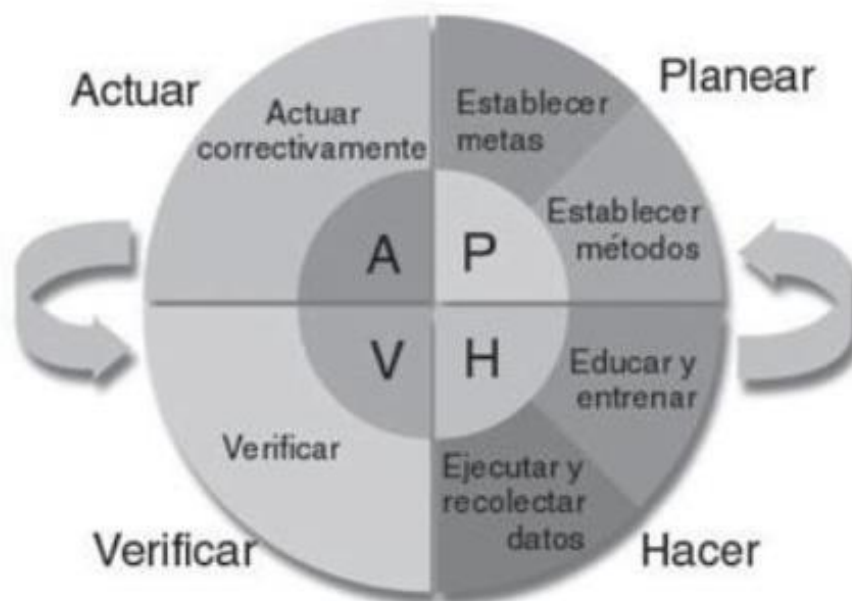 Actuar
Planear
Actuar
correctivamente
Establecer
metas
Establecer
métodos
A
P
V
H
Educar y
entrenar
Verificar
Ejecutar y
recolectar
datos
Verificar
Hacer